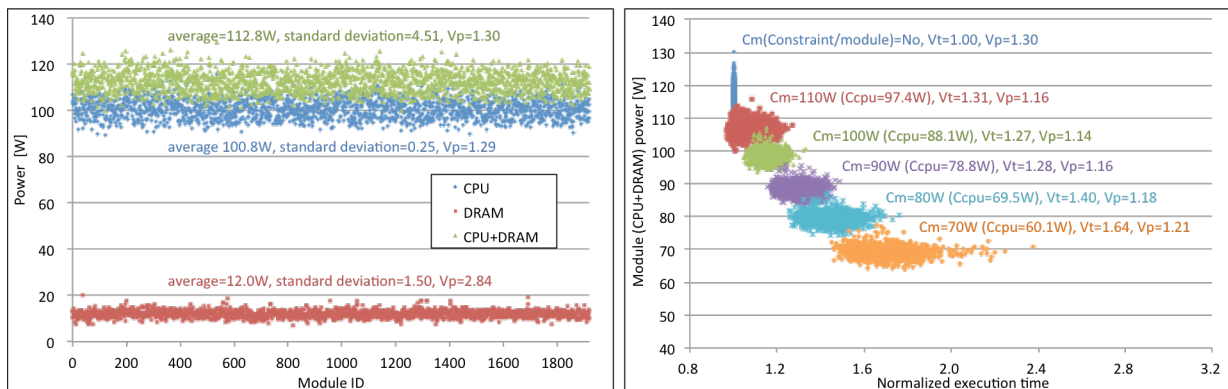 140
120
100
80
60
40
20
0
Power [W]
average=112.8W, standard deviation=4.51, Vp=1.30
average 100.8W, standard deviation=0.25, Vp=1.29
CPU
DRAM
CPU+DRAM
average=12.0W, standard deviation=1.50, Vp=2.84
0 200 400 600 800 1000 1200 1400 1600 1800
Module ID
140
130
120
110
100
90
80
70
60
50
40
Module (CPU+DRAM) power [W]
Cm(Constraint/module)=No, Vt=1.00, Vp=1.30
Cm=110W (Ccpu=97.4W), Vt=1.31, Vp=1.16
Cm=100W (Ccpu=88.1W), Vt=1.27, Vp=1.14
Cm=90W (Ccpu=78.8W), Vt=1.28, Vp=1.16
Cm=80W (Ccpu=69.5W), Vt=1.40, Vp=1.18
Cm=70W (Ccpu=60.1W), Vt=1.64, Vp=1.21
0.8 1.2 1.6 2.0 2.4 2.8 3.2
Normalized execution time